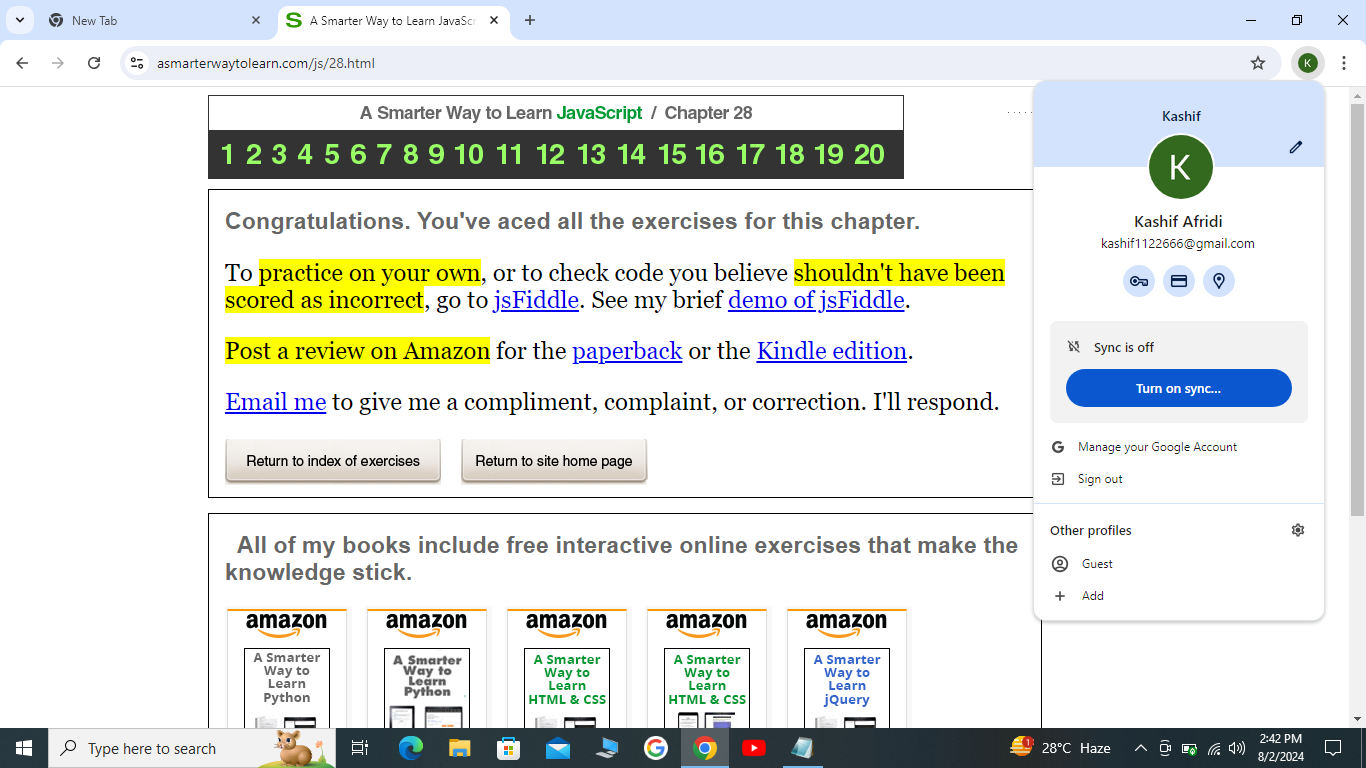 New Tab
A Smarter Way to Learn JavaScr
asmarterwaytolearn.com/js/28.html
K
A Smarter Way to Learn JavaScript / Chapter 28
1 2 3 4 5 6 7 8 9 10 11 12 13 14 15 16 17 18 19 20
Congratulations. You've aced all the exercises for this chapter.
To practice on your own, or to check code you believe shouldn't have been
scored as incorrect, go to jsFiddle. See my brief demo of jsFiddle.
Post a review on Amazon for the paperback or the Kindle edition.
Email me to give me a compliment, complaint, or correction. I'll respond.
Return to index of exercises
Return to site home page
All of my books include free interactive online exercises that make the
knowledge stick.
amazon
A Smarter
Way to
Learn
Python
amazon
A Smarter
Way to
Learn
Python
amazon
A Smarter
Way to
Learn
HTML & CSS
amazon
A Smarter
Way to
Learn
HTML & CSS
amazon
A Smarter
Way to
Learn
jQuery
Kashif
K
Kashif Afridi
kashif1122666@gmail.com
Sync is off
Turn on sync...
Manage your Google Account
Sign out
Other profiles
Guest
Add
Type here to search
1
28°C Haze
2:42 PM
8/2/2024